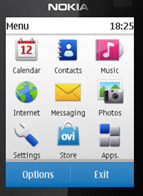 NOKIA
Menu 18:25
12
Calendar Contacts Music
Internet Messaging Photos
ovi
Settings Store Apps.
Options Exit